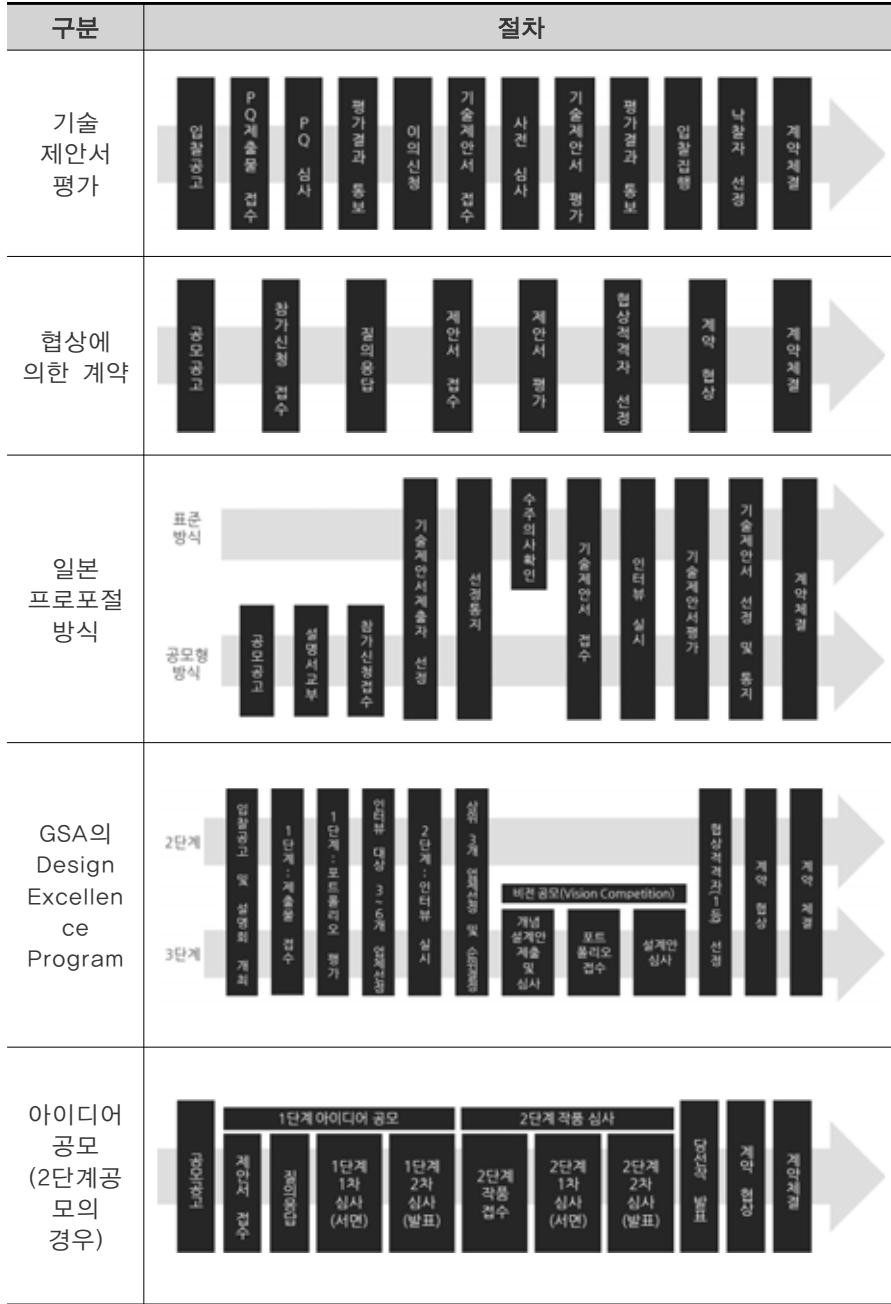 구분
절차
기술
제안서
평가
입찰공고
PQ제출물 접수
PQ 심사
평가결과 통보
이의신청
기술제안서 접수
사전 심사
기술제안서 평가
평가결과 통보
입찰집행
낙찰자 선정
계약체결
협상에
의한 계약
공모공고
참가신청 접수
질의응답
제안서 접수
제안서 평가
협상적격자 선정
계약 협상
계약체결
일본
프로포절
방식
표준
방식
공모형
방식
공모공고
설명서교부
참가신청접수
기술제안서제출자 선정
선정통지
수주의사확인
기술제안서 접수
인터뷰 실시
기술제안서평가
기술제안서 선정 및 통지
계약체결
GSA의
Design
Excellen
ce
Program
2단계
3단계
입찰공고 및 설명회 개최
1단계:제출물 접수
1단계:포트폴리오 평가
인터뷰 대상 3~6개 업체선정
2단계:인터뷰 실시
상위 3개 업체선정 및 순위결정
비전 공모(Vision Competition)
개념
설계안
제출
및
심사
포트
폴리오
접수
설계안
심사
협상적격자(1등) 선정
계약 협상
계약 체결
아이디어
공모
(2단계공
모의
경우)
공모공고
1단계 아이디어 공모
제안서 접수
질의응답
1단계
1차
심사
(서면)
1단계
2차
심사
(발표)
2단계 작품 심사
2단계
작품
접수
2단계
1차
심사
(서면)
2단계
2차
심사
(발표)
당선작 발표
계약 협상
계약체결